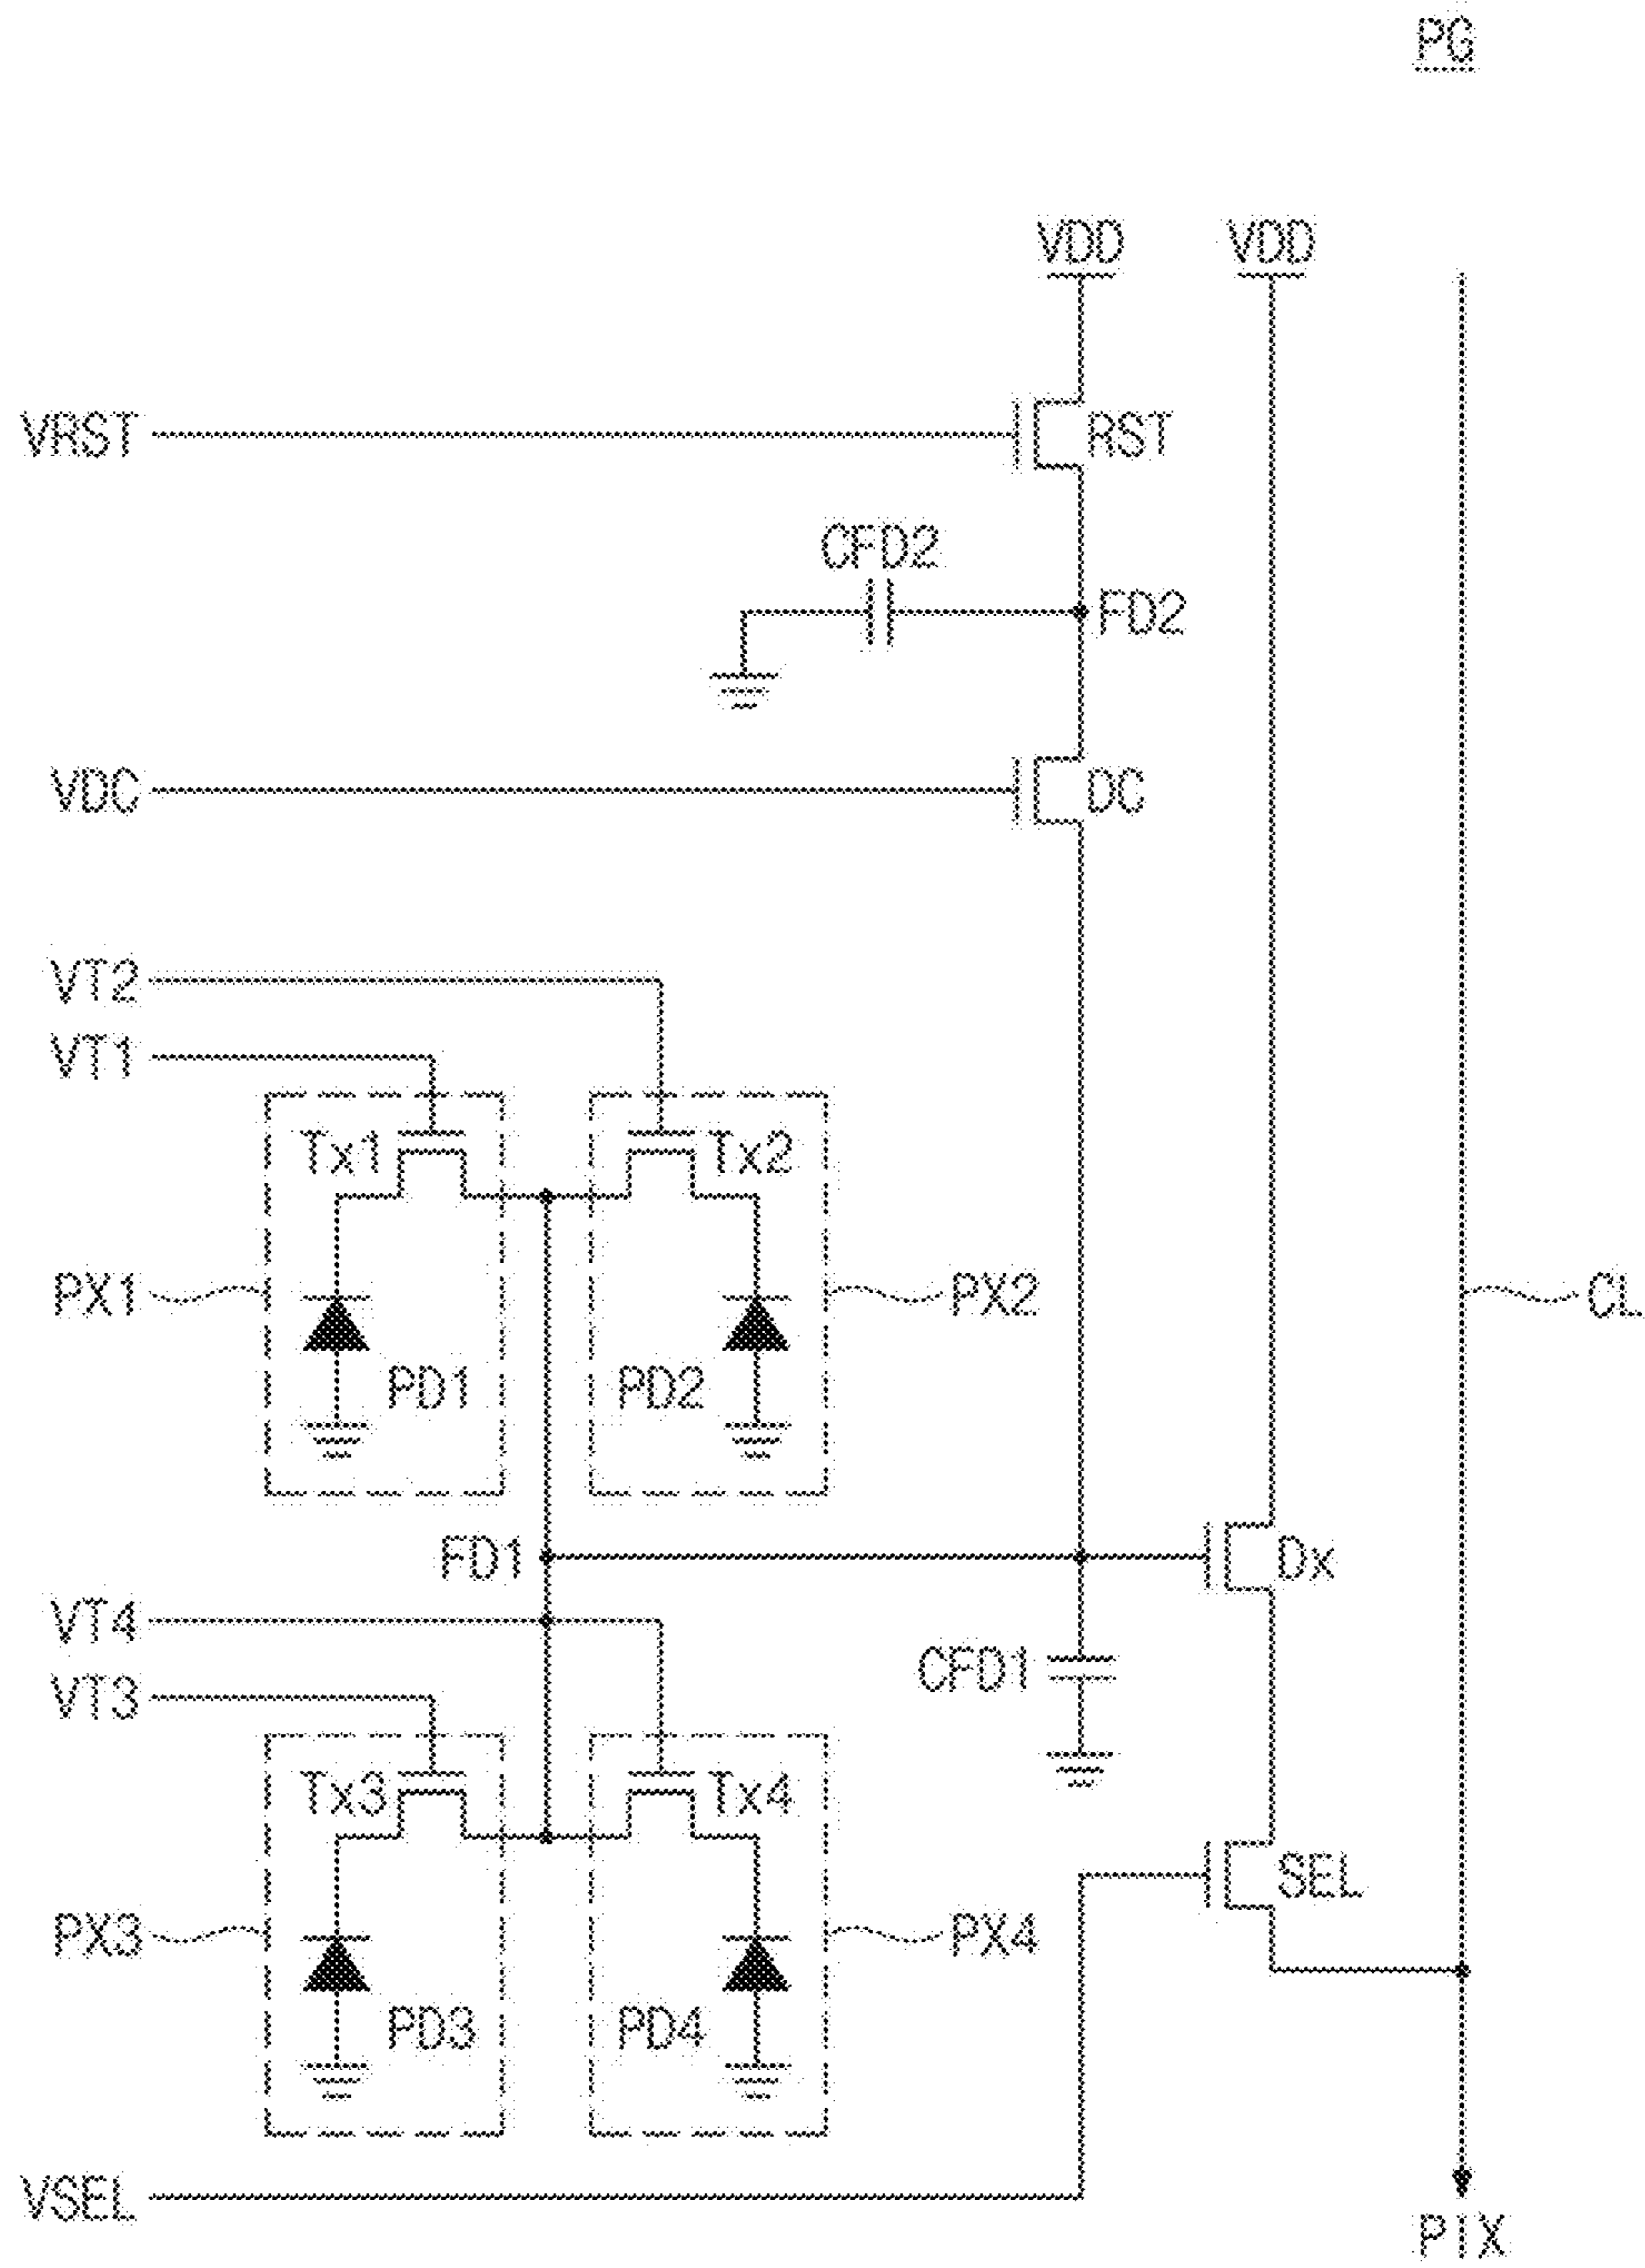 PG
VDD VDD
VRST RST
CFD2
FD2
VDC DC
VT2
VT1
Tx1 Tx2
PX1 PX2 CL
PD1 PD2
FD1 Dx
VT4
CFD1
VT3
Tx3 Tx4
SEL
PX3 PX4
PD3 PD4
VSEL
PIX